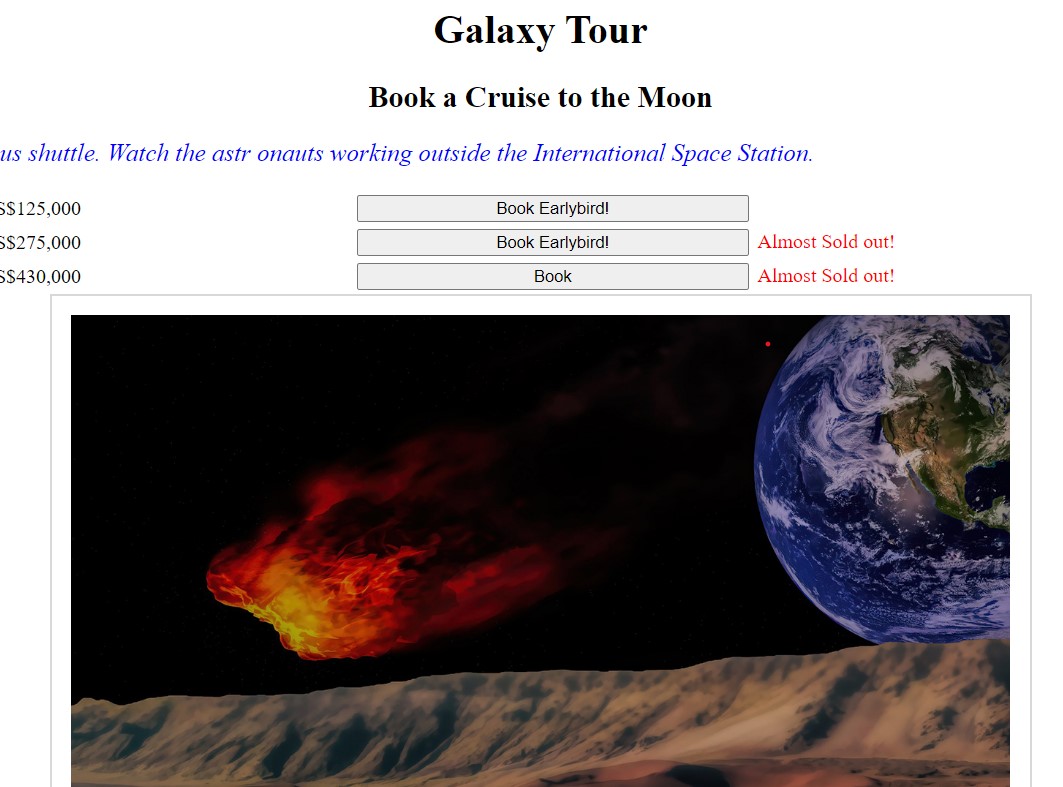 Galaxy Tour
Book a Cruise to the Moon
us shuttle. Watch the astr onauts working outside the International Space Station.
S$125,000 Book Earlybird!
S$275,000 Book Earlybird! Almost Sold out!
S$430,000 Book Almost Sold out!